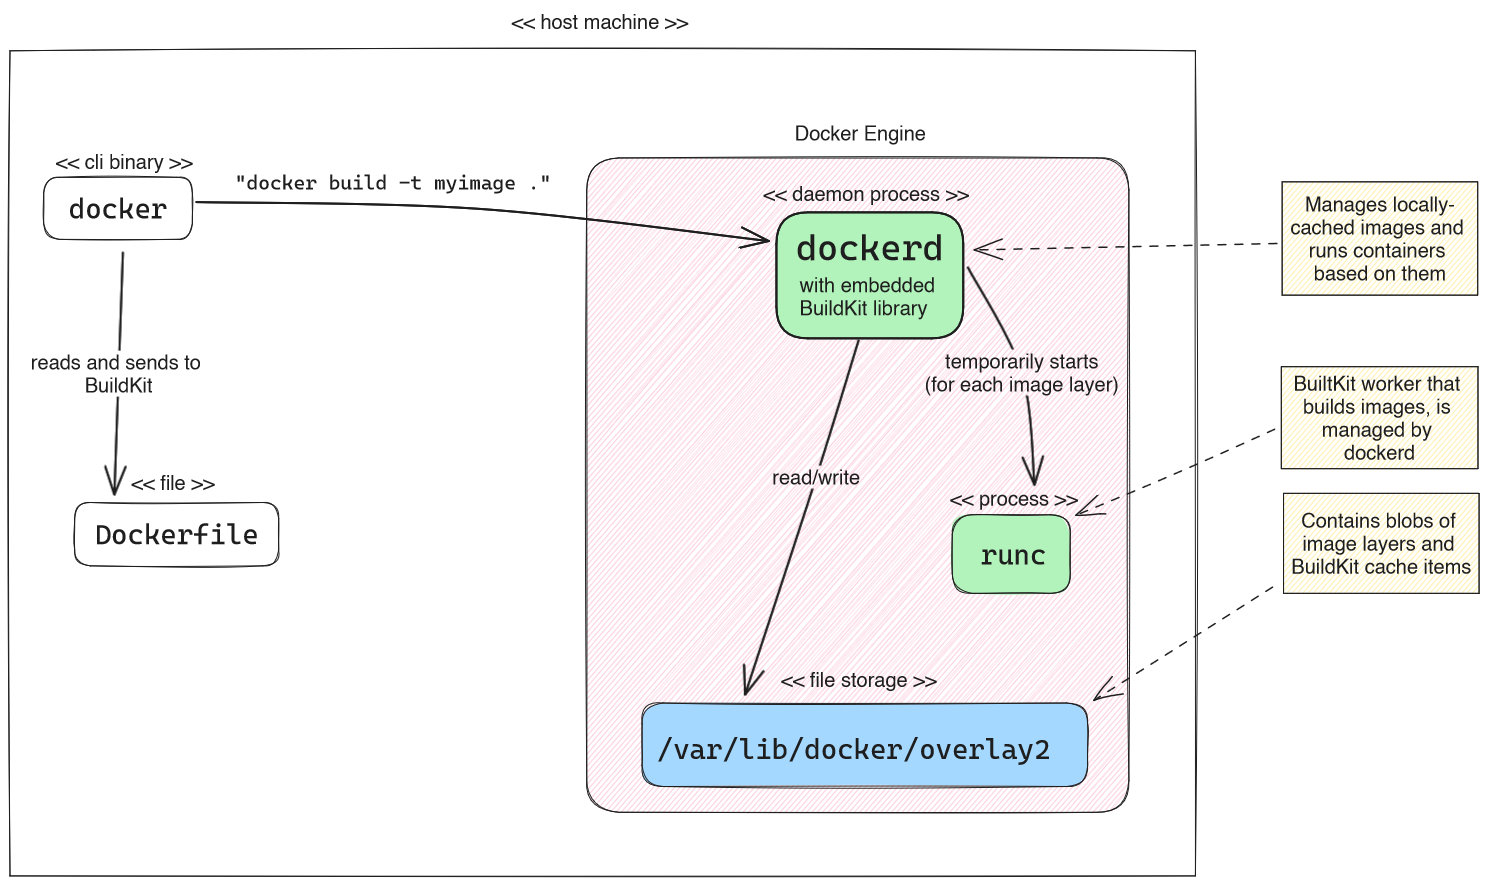 << host machine >>
Docker Engine
<< cli binary >>
docker
"docker build -t myimage ."
reads and sends to
BuildKit
<< file >>
Dockerfile
<< daemon process >>
dockerd
with embedded
BuildKit library
temporarily starts
(for each image layer)
read/write
<< process >>
runc
<< file storage >>
/var/lib/docker/overlay2
Manages locally-
cached images and
runs containers
based on them
BuiltKit worker that
builds images, is
managed by
dockerd
Contains blobs of
image layers and
BuildKit cache items